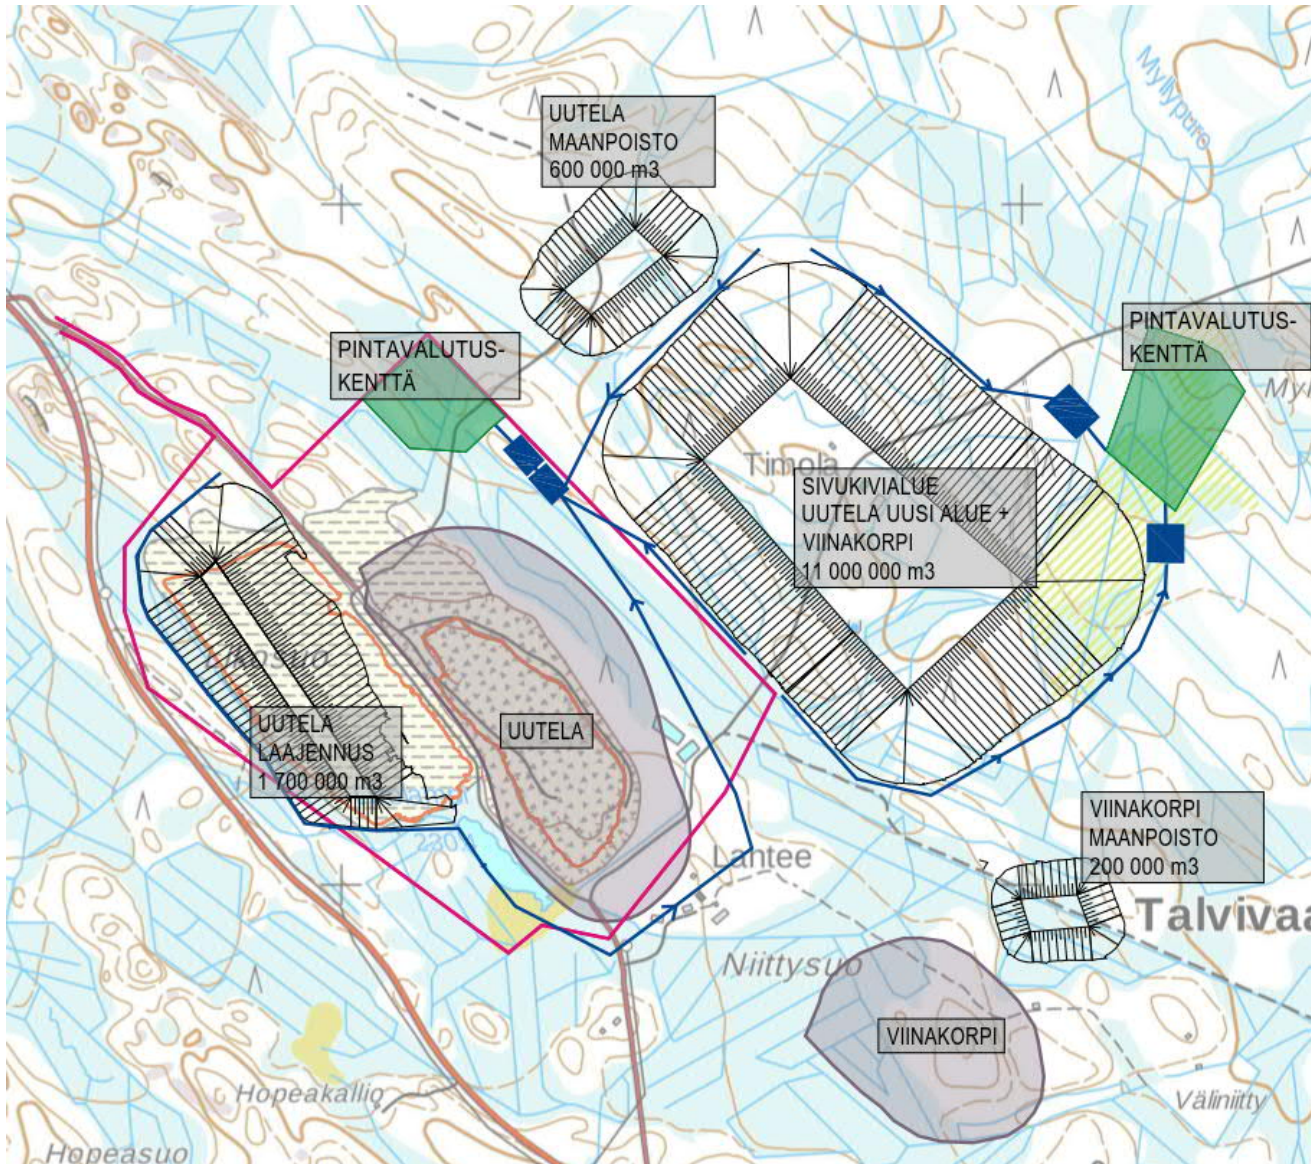 Myllypuro
UUTELA
MAANPOISTO
600 000 m3
PINTAVALUTUS-
KENTTÄ
PINTAVALUTUS-
KENTTÄ
Timola
SIVUKIVIALUE
UUTELA UUSI ALUE +
VIINAKORPI
11 000 000 m3
UUTELA
LAAJENNUS
1 700 000 m3
UUTELA
230
Lahtee
VIINAKORPI
MAANPOISTO
200 000 m3
Talvivaa
Niittysuo
VIINAKORPI
Hopeakallio
Väliniitty
Hopeasuo